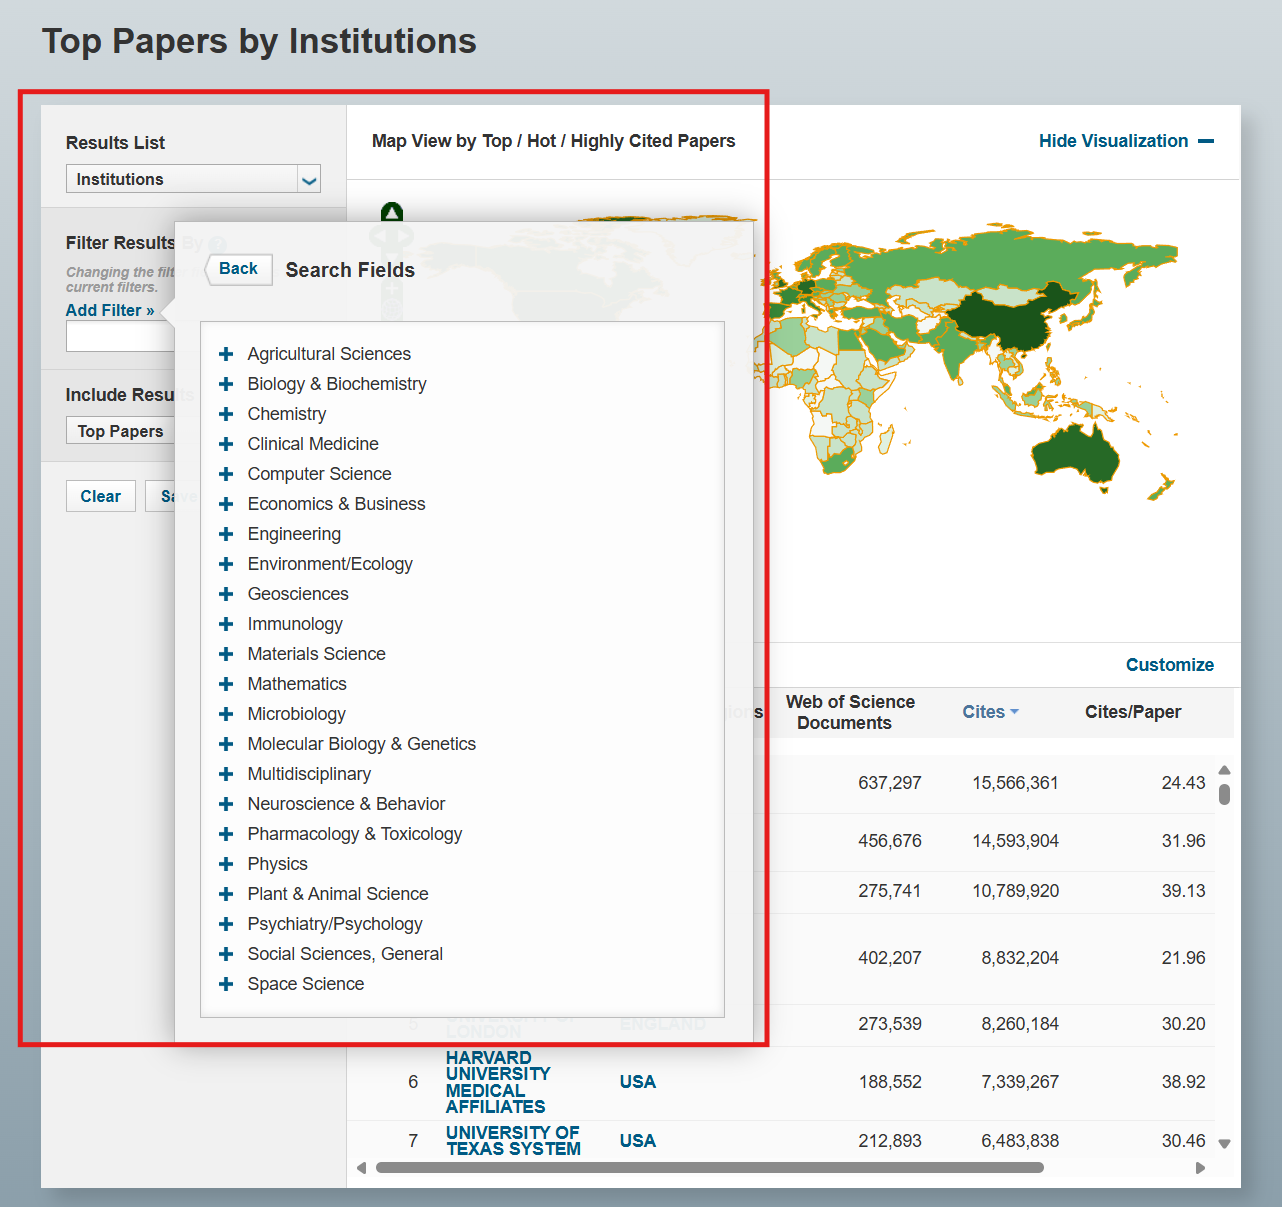 Top Papers by Institutions
Results List
Institutions
Filter Results By
Changing the filt
current filters.
Add Filter »
Include Results
Top Papers
Clear
Save
Map View by Top / Hot / Highly Cited Papers
Hide Visualization
Back
Search Fields
Agricultural Sciences
Biology & Biochemistry
Chemistry
Clinical Medicine
Computer Science
Economics & Business
Engineering
Environment/Ecology
Geosciences
Immunology
Materials Science
Mathematics
Microbiology
Molecular Biology & Genetics
Multidisciplinary
Neuroscience & Behavior
Pharmacology & Toxicology
Physics
Plant & Animal Science
Psychiatry/Psychology
Social Sciences, General
Space Science
Customize
Web of Science
Documents
Cites
Cites/Paper
637,297 15,566,361 24.43
456,676 14,593,904 31.96
275,741 10,789,920 39.13
402,207 8,832,204 21.96
5 UNIVERSITY OF
LONDON
ENGLAND 273,539 8,260,184 30.20
HARVARD
UNIVERSITY
MEDICAL
AFFILIATES
6 USA 188,552 7,339,267 38.92
UNIVERSITY OF
TEXAS SYSTEM
7 USA 212,893 6,483,838 30.46